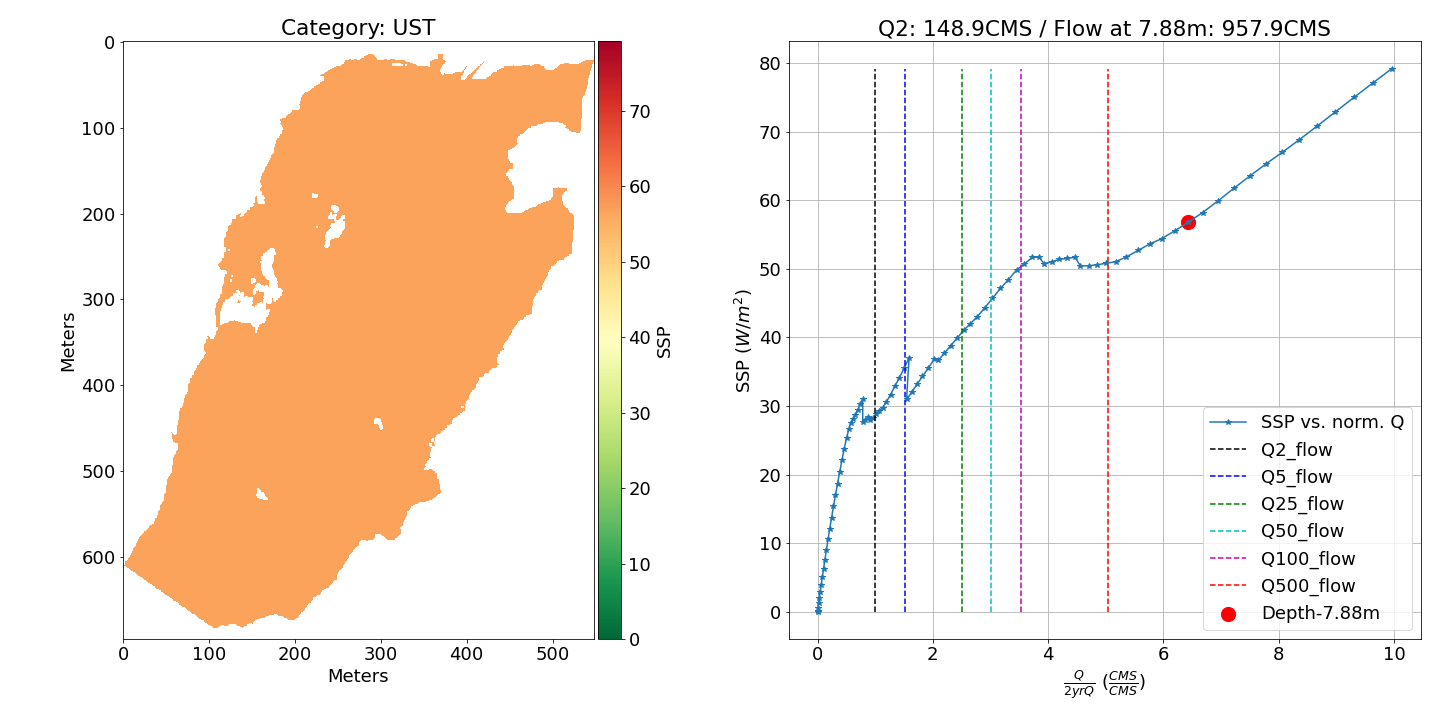 Category: UST
0
100
200
300
400
500
600
Meters
0 100 200 300 400 500
Meters
70
60
50
40
30
20
10
0
SSP
Q2: 148.9CMS / Flow at 7.88m: 957.9CMS
80
70
60
50
40
30
20
10
0
SSP (W/m²)
0 2 4 6 8 10
Q/2yrQ (CMS/CMS)
SSP vs. norm. Q
Q2_flow
Q5_flow
Q25_flow
Q50_flow
Q100_flow
Q500_flow
Depth-7.88m